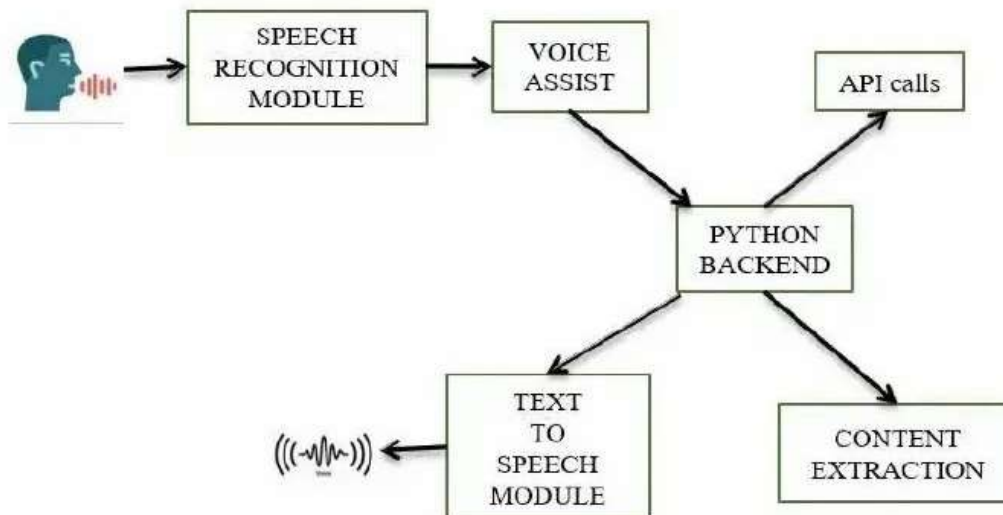 SPEECH
RECOGNITION
MODULE
VOICE
ASSIST
API calls
PYTHON
BACKEND
TEXT
TO
SPEECH
MODULE
CONTENT
EXTRACTION